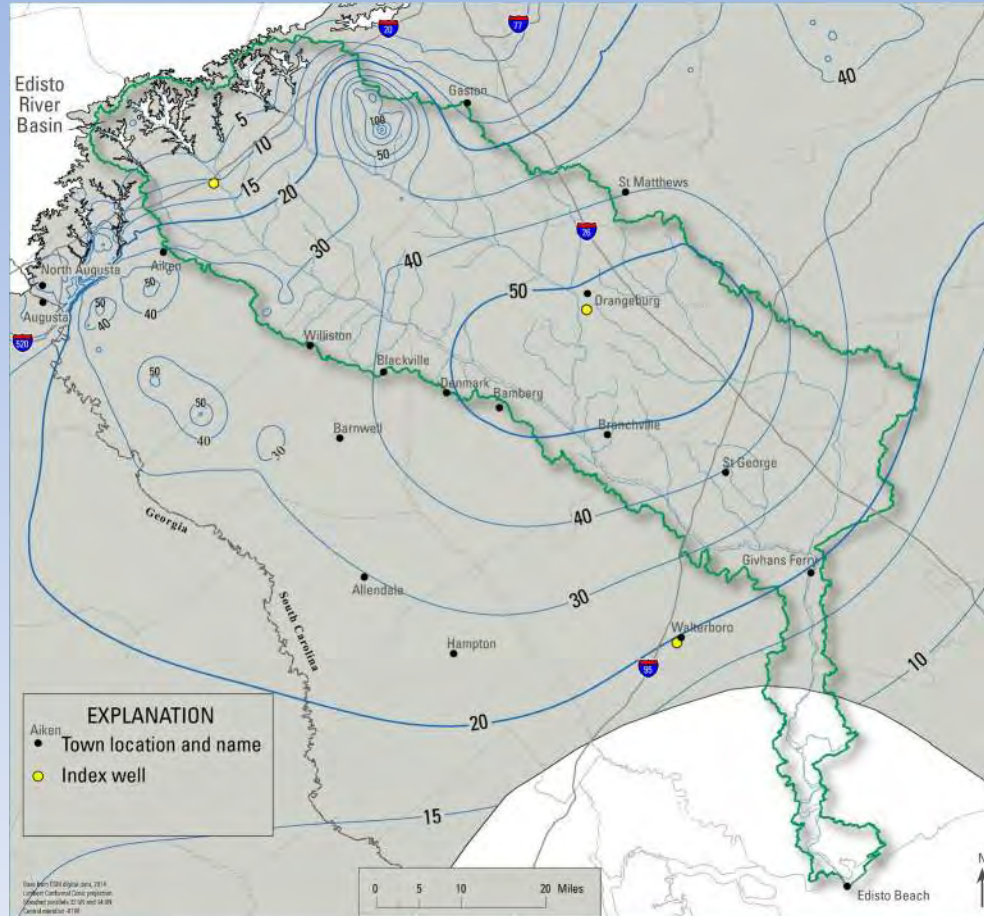 20
77
Edisto
River
Basin
40
Gaston
5
100
10
50
15
20
St Matthews
30
40
26
Aiken
North Augusta
50
50
Orangeburg
Augusta
50
40
40
520
Williston
Blackville
Denmark
Bamberg
50
50
40
Barnwell
Branchville
30
St George
40
Georgia
Givhans Ferry
Allendale
30
South Carolina
Walterboro
Hampton
95
10
20
EXPLANATION
Aiken
Town location and name
Index well
15
N
0 5 10 20 Miles
Edisto Beach